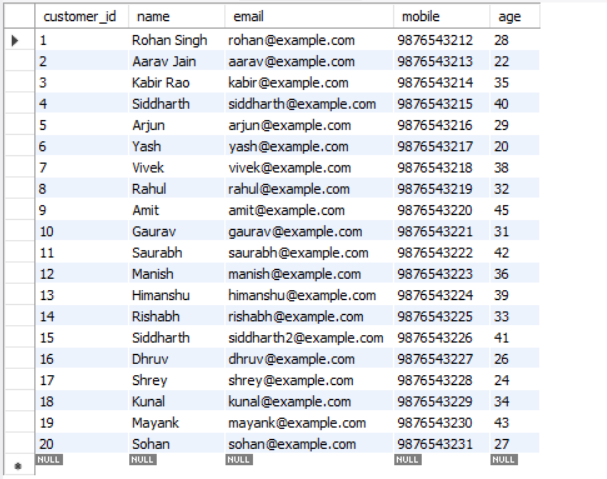 customer_id name email mobile age
1 Rohan Singh rohan@example.com 9876543212 28
2 Aarav Jain aarav@example.com 9876543213 22
3 Kabir Rao kabir@example.com 9876543214 35
4 Siddharth siddharth@example.com 9876543215 40
5 Arjun arjun@example.com 9876543216 29
6 Yash yash@example.com 9876543217 20
7 Vivek vivek@example.com 9876543218 38
8 Rahul rahul@example.com 9876543219 32
9 Amit amit@example.com 9876543220 45
10 Gaurav gaurav@example.com 9876543221 31
11 Saurabh saurabh@example.com 9876543222 42
12 Manish manish@example.com 9876543223 36
13 Himanshu himanshu@example.com 9876543224 39
14 Rishabh rishabh@example.com 9876543225 33
15 Siddharth siddharth2@example.com 9876543226 41
16 Dhruv dhruv@example.com 9876543227 26
17 Shrey shrey@example.com 9876543228 24
18 Kunal kunal@example.com 9876543229 34
19 Mayank mayank@example.com 9876543230 43
20 Sohan sohan@example.com 9876543231 27
NULL NULL NULL NULL NULL